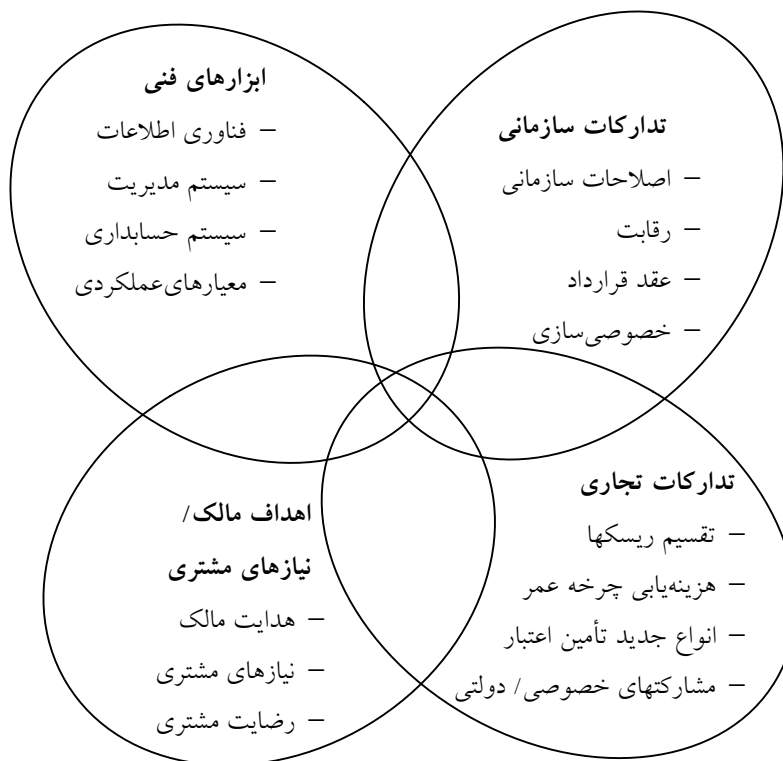 تدارکات سازمانی
– اصلاحات سازمانی
– رقابت
– عقد قرارداد
– خصوصی‌سازی
ابزارهای فنی
– فناوری اطلاعات
– سیستم مدیریت
– سیستم حسابداری
– معیارهای‌عملکردی
تدارکات تجاری
– تقسیم ریسکها
– هزینه‌یابی چرخه عمر
– انواع جدید تأمین اعتبار
– مشارکتهای خصوصی/ دولتی
اهداف مالک/
نیازهای مشتری
– هدایت مالک
– نیازهای مشتری
– رضایت مشتری